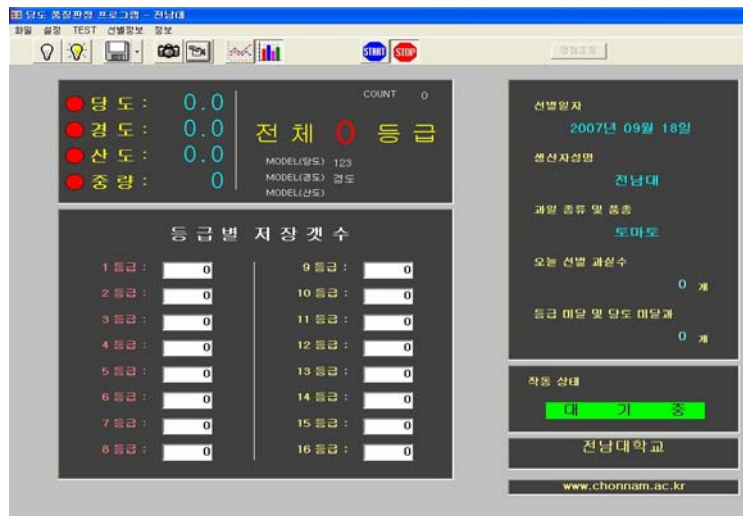 당도 품질판정 프로그램 - 전남대
화일 설정 TEST 선별정보 정보
START STOP
당 도 : 0.0
경 도 : 0.0
산 도 : 0.0
중 량 : 0
COUNT 0
전 체 0 등 급
MODEL(당도) 123
MODEL(경도) 경도
MODEL(산도)
등 급 별 저 장 갯 수
1 등급 : 0
2 등급 : 0
3 등급 : 0
4 등급 : 0
5 등급 : 0
6 등급 : 0
7 등급 : 0
8 등급 : 0
9 등급 : 0
10 등급 : 0
11 등급 : 0
12 등급 : 0
13 등급 : 0
14 등급 : 0
15 등급 : 0
16 등급 : 0
선별일자
2007년 09월 18일
생산자성명
전남대
과일 종류 및 품종
토마토
오늘 선별 과실수
0 개
등급 미달 및 당도 미달과
0 개
작동 상태
대 기 중
전남대학교
www.chonnam.ac.kr